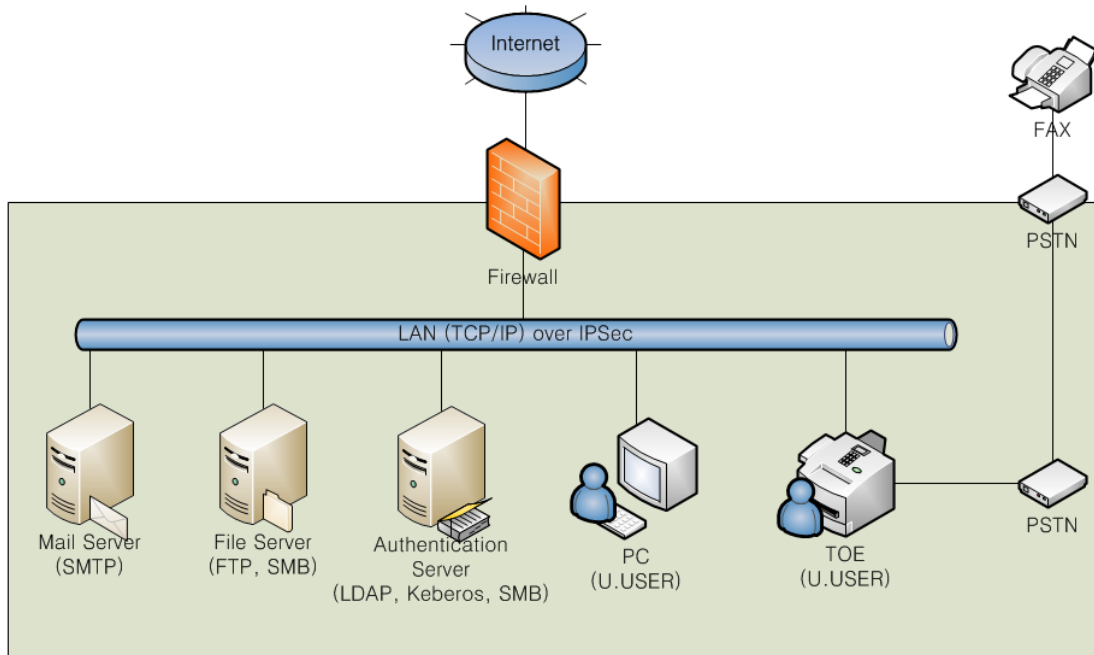 Internet
FAX
PSTN
Firewall
LAN (TCP/IP) over IPSec
Mail Server
(SMTP)
File Server
(FTP, SMB)
Authentication
Server
(LDAP, Keberos, SMB)
PC
(U.USER)
TOE
(U.USER)
PSTN